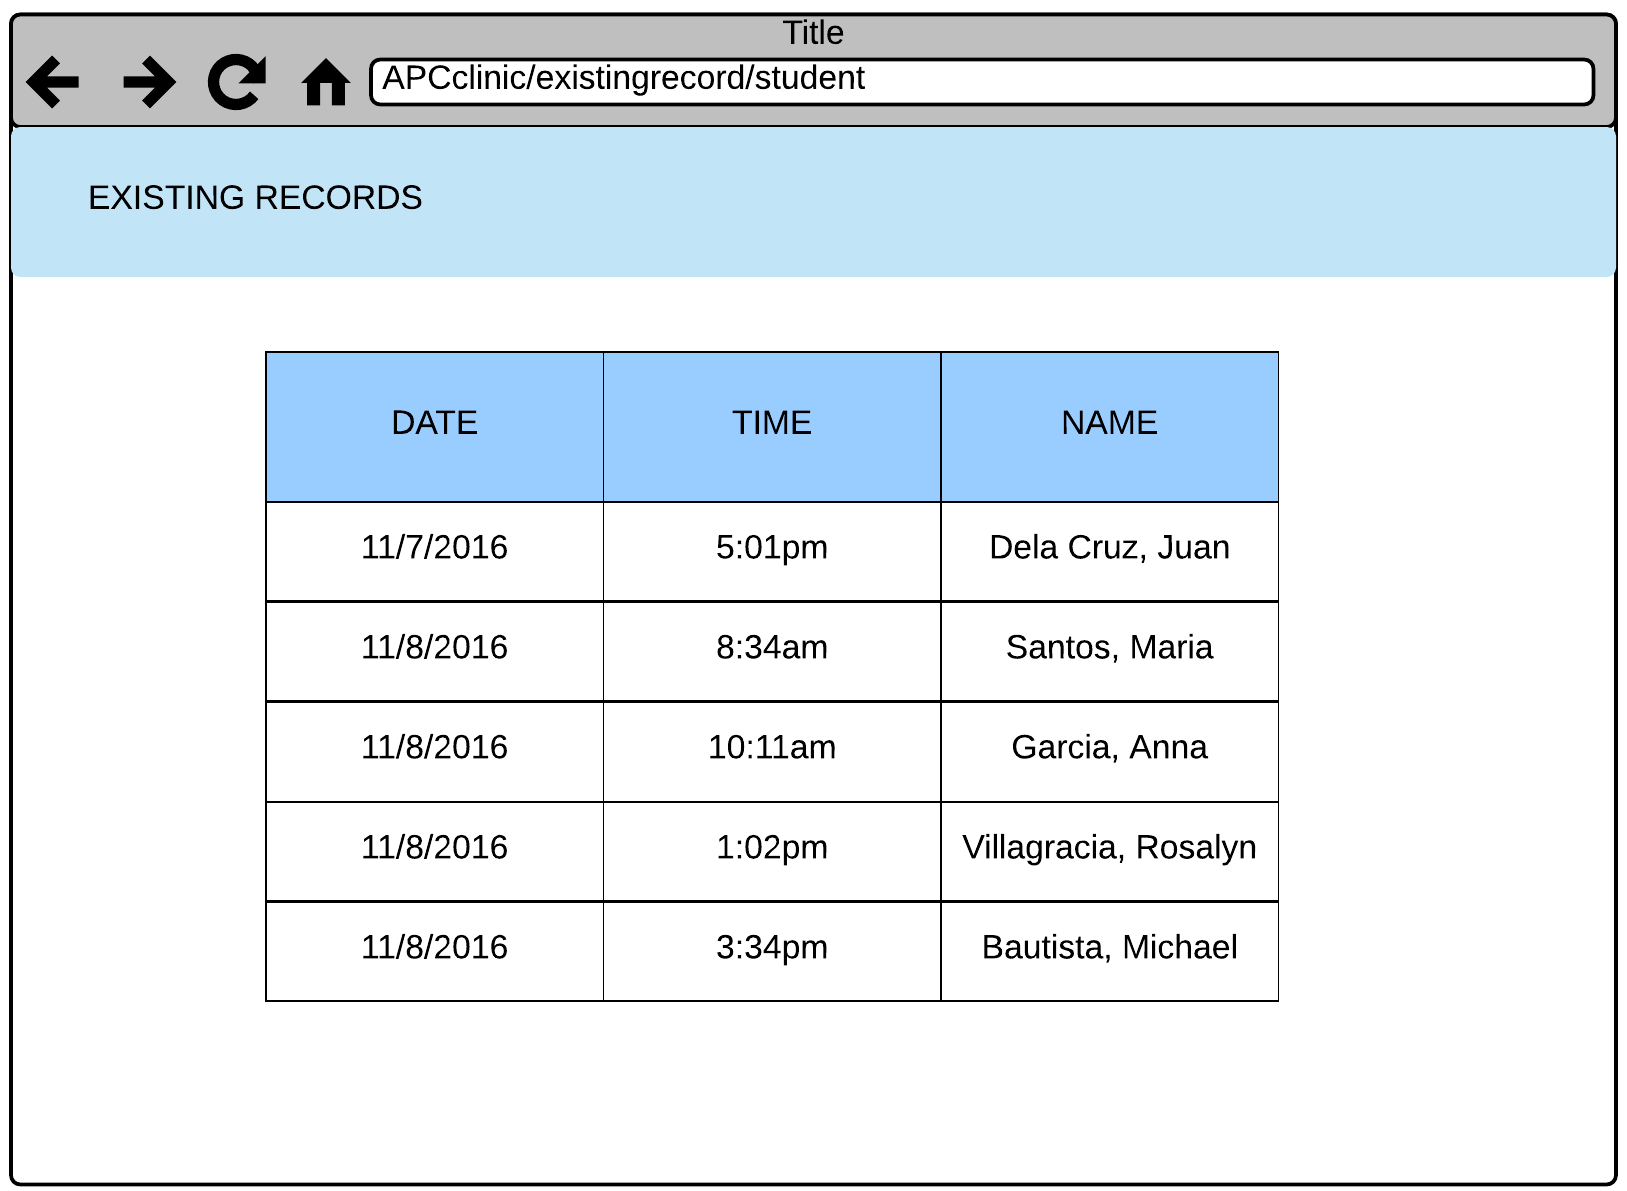 Title
APCclinic/existingrecord/student
EXISTING RECORDS
DATE TIME NAME
11/7/2016 5:01pm Dela Cruz, Juan
11/8/2016 8:34am Santos, Maria
11/8/2016 10:11am Garcia, Anna
11/8/2016 1:02pm Villagracia, Rosalyn
11/8/2016 3:34pm Bautista, Michael